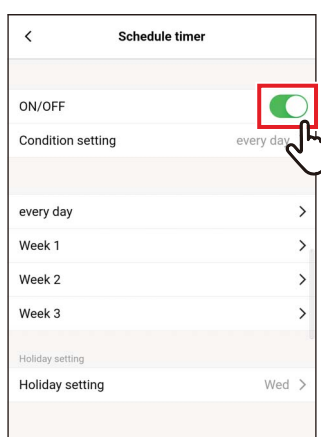 Schedule timer
ON/OFF
Condition setting every day
every day
Week 1
Week 2
Week 3
Holiday setting
Holiday setting Wed